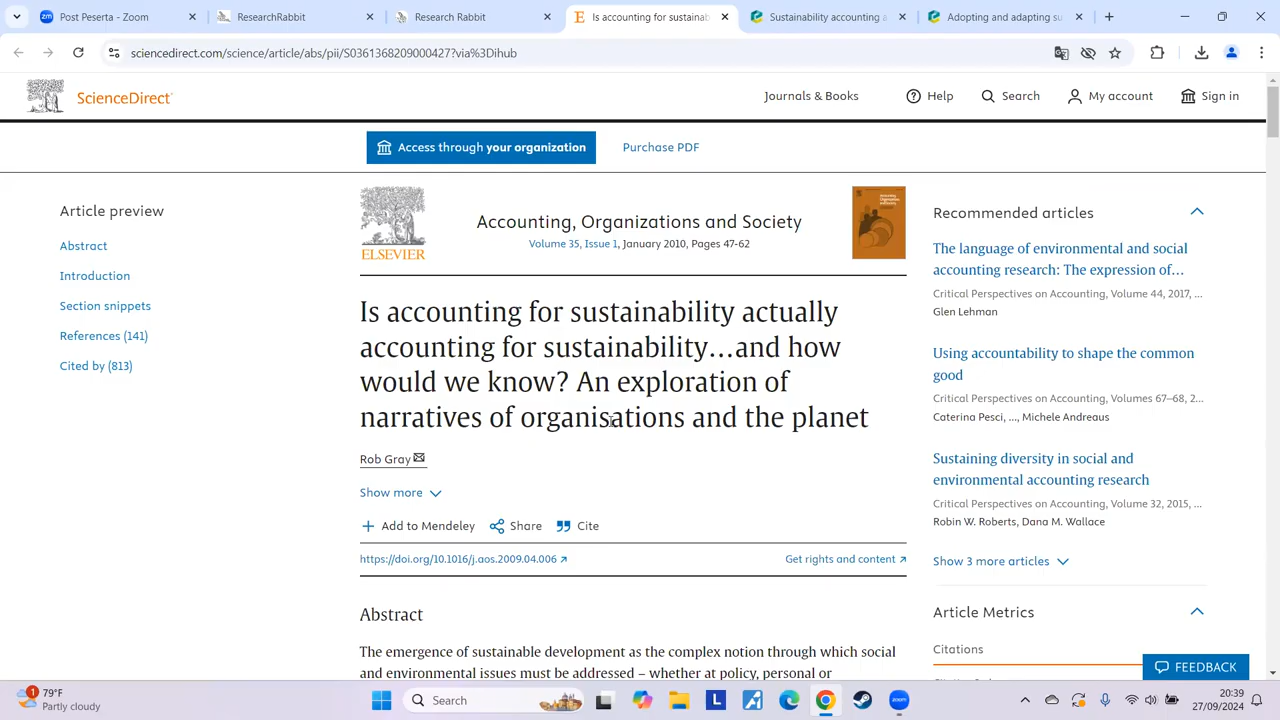 Post Peserta - Zoom
ResearchRabbit
Research Rabbit
Is accounting for sustainab
Sustainability accounting a
Adopting and adapting su
sciencedirect.com/science/article/abs/pii/S0361368209000427?via%3Dihub
ScienceDirect
Journals & Books
Help
Search
My account
Sign in
Access through your organization
Purchase PDF
Article preview
Abstract
Introduction
Section snippets
References (141)
Cited by (813)
ELSEVIER
Accounting, Organizations and Society
Volume 35, Issue 1, January 2010, Pages 47-62
Is accounting for sustainability actually
accounting for sustainability…and how
would we know? An exploration of
narratives of organisations and the planet
Rob Gray
Show more
Add to Mendeley
Share
Cite
https://doi.org/10.1016/j.aos.2009.04.006
Get rights and content
Abstract
The emergence of sustainable development as the complex notion through which social
and environmental issues must be addressed – whether at policy, personal or
Recommended articles
The language of environmental and social
accounting research: The expression of…
Critical Perspectives on Accounting, Volume 44, 2017, ...
Glen Lehman
Using accountability to shape the common
good
Critical Perspectives on Accounting, Volumes 67–68, 2...
Caterina Pesci, …, Michele Andreaus
Sustaining diversity in social and
environmental accounting research
Critical Perspectives on Accounting, Volume 32, 2015, ...
Robin W. Roberts, Dana M. Wallace
Show 3 more articles
Article Metrics
Citations
FEEDBACK
1
79°F
Partly cloudy
Search
20:39
27/09/2024